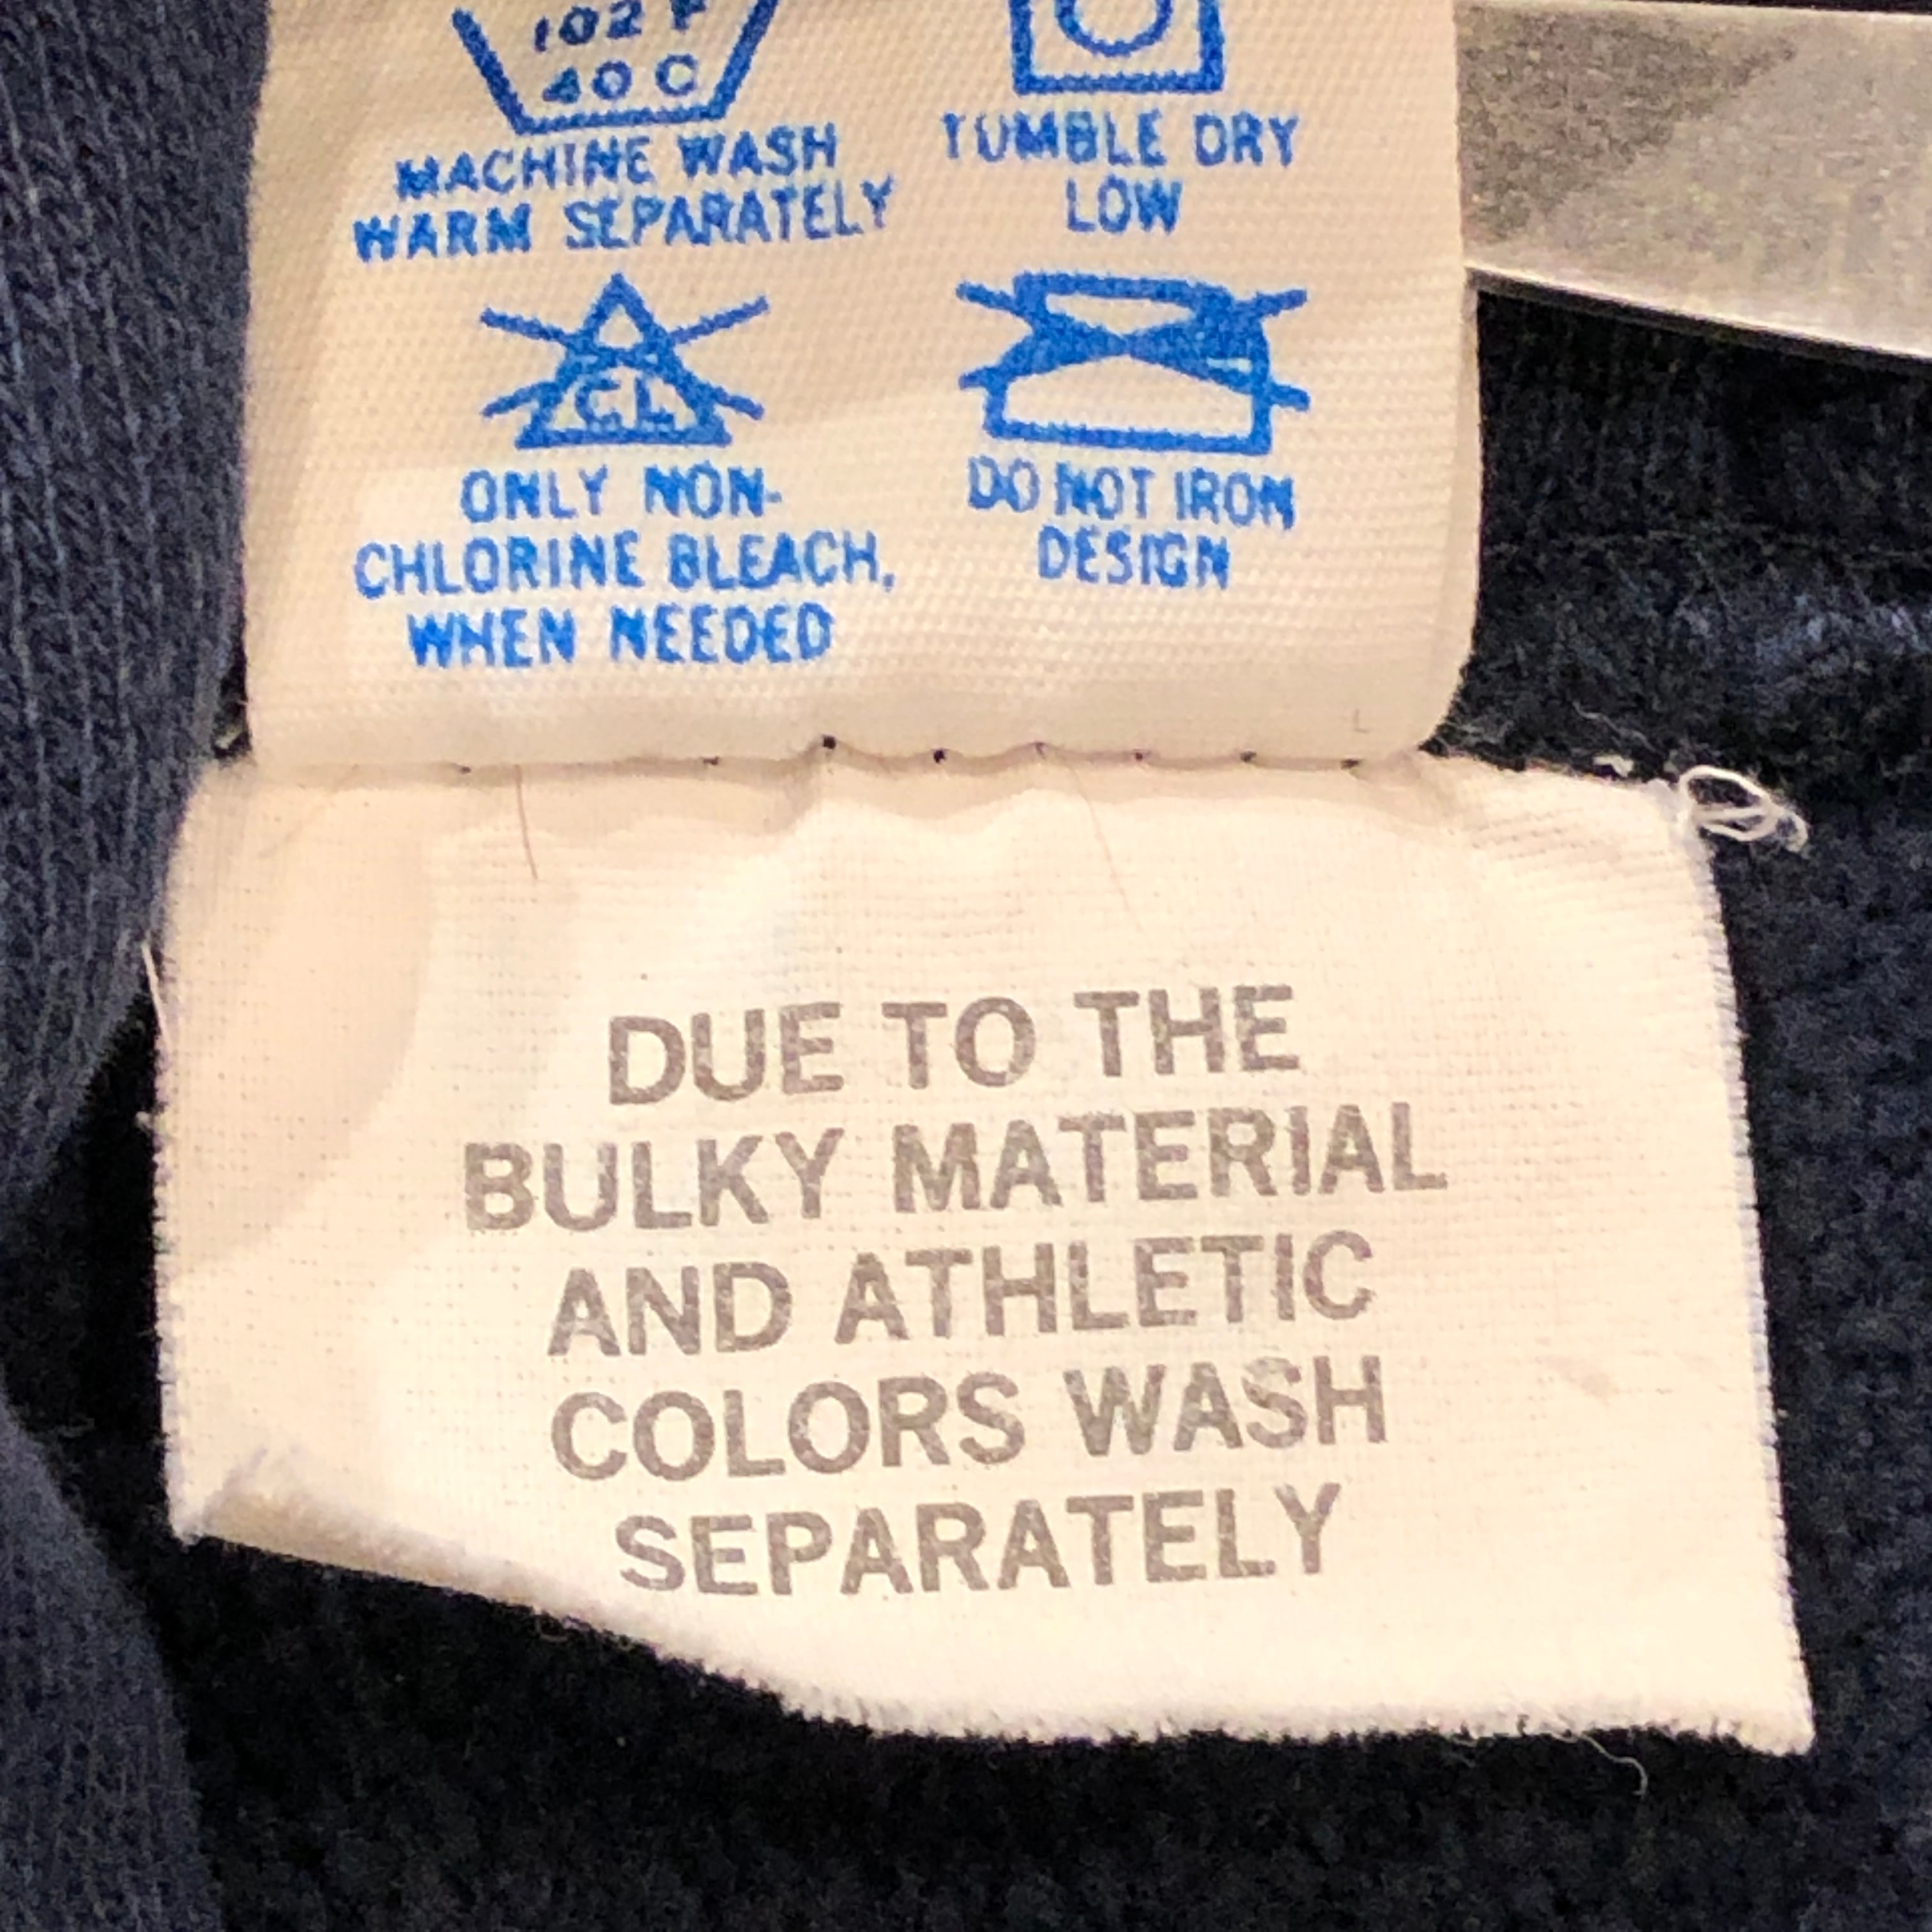 102 F
40 C
MACHINE WASH
WARM SEPARATELY
TUMBLE DRY
LOW
CL
ONLY NON-
CHLORINE BLEACH,
WHEN NEEDED
DO NOT IRON
DESIGN
DUE TO THE
BULKY MATERIAL
AND ATHLETIC
COLORS WASH
SEPARATELY